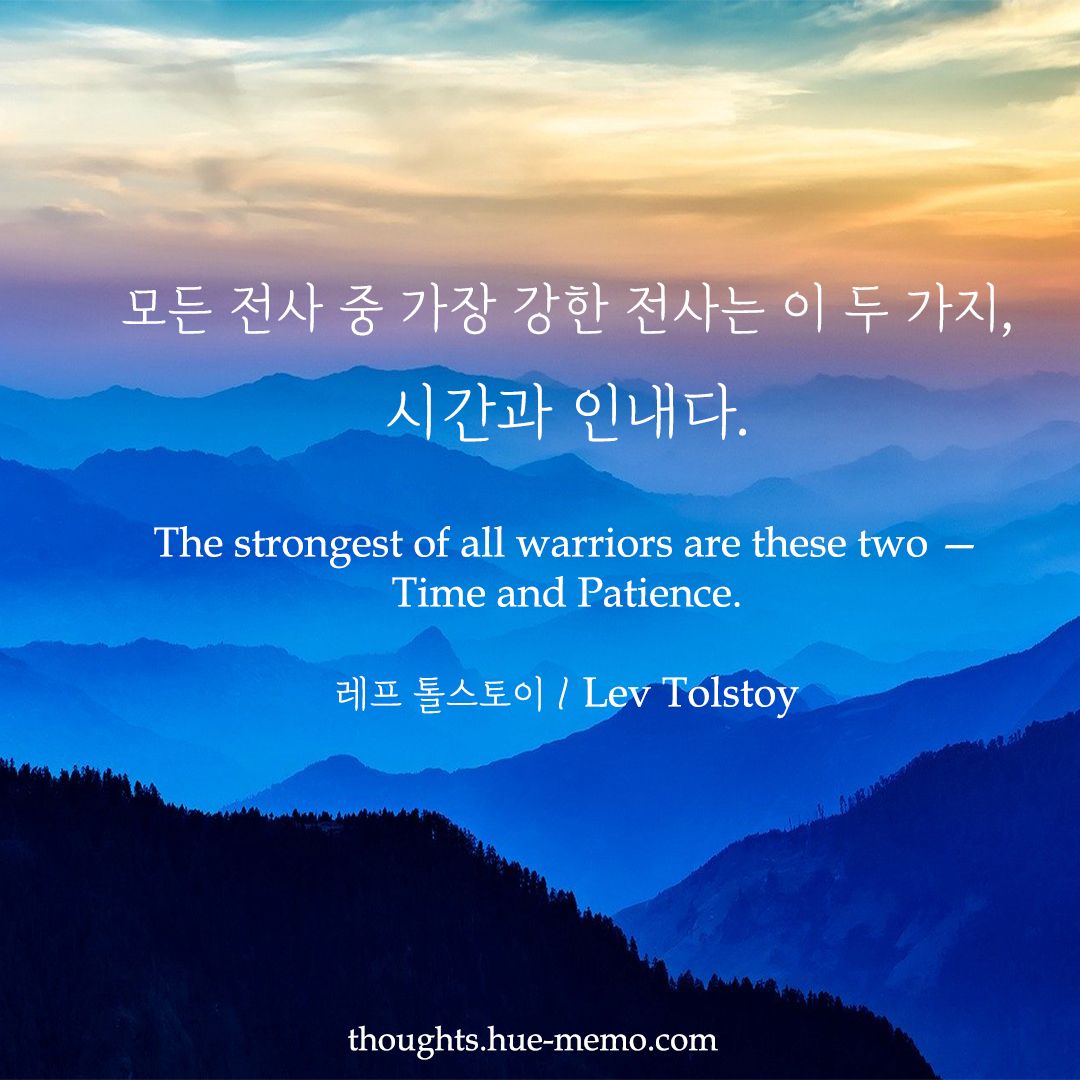 모든 전사 중 가장 강한 전사는 이 두 가지,
시간과 인내다.
The strongest of all warriors are these two —
Time and Patience.
레프 톨스토이 / Lev Tolstoy
thoughts.hue-memo.com